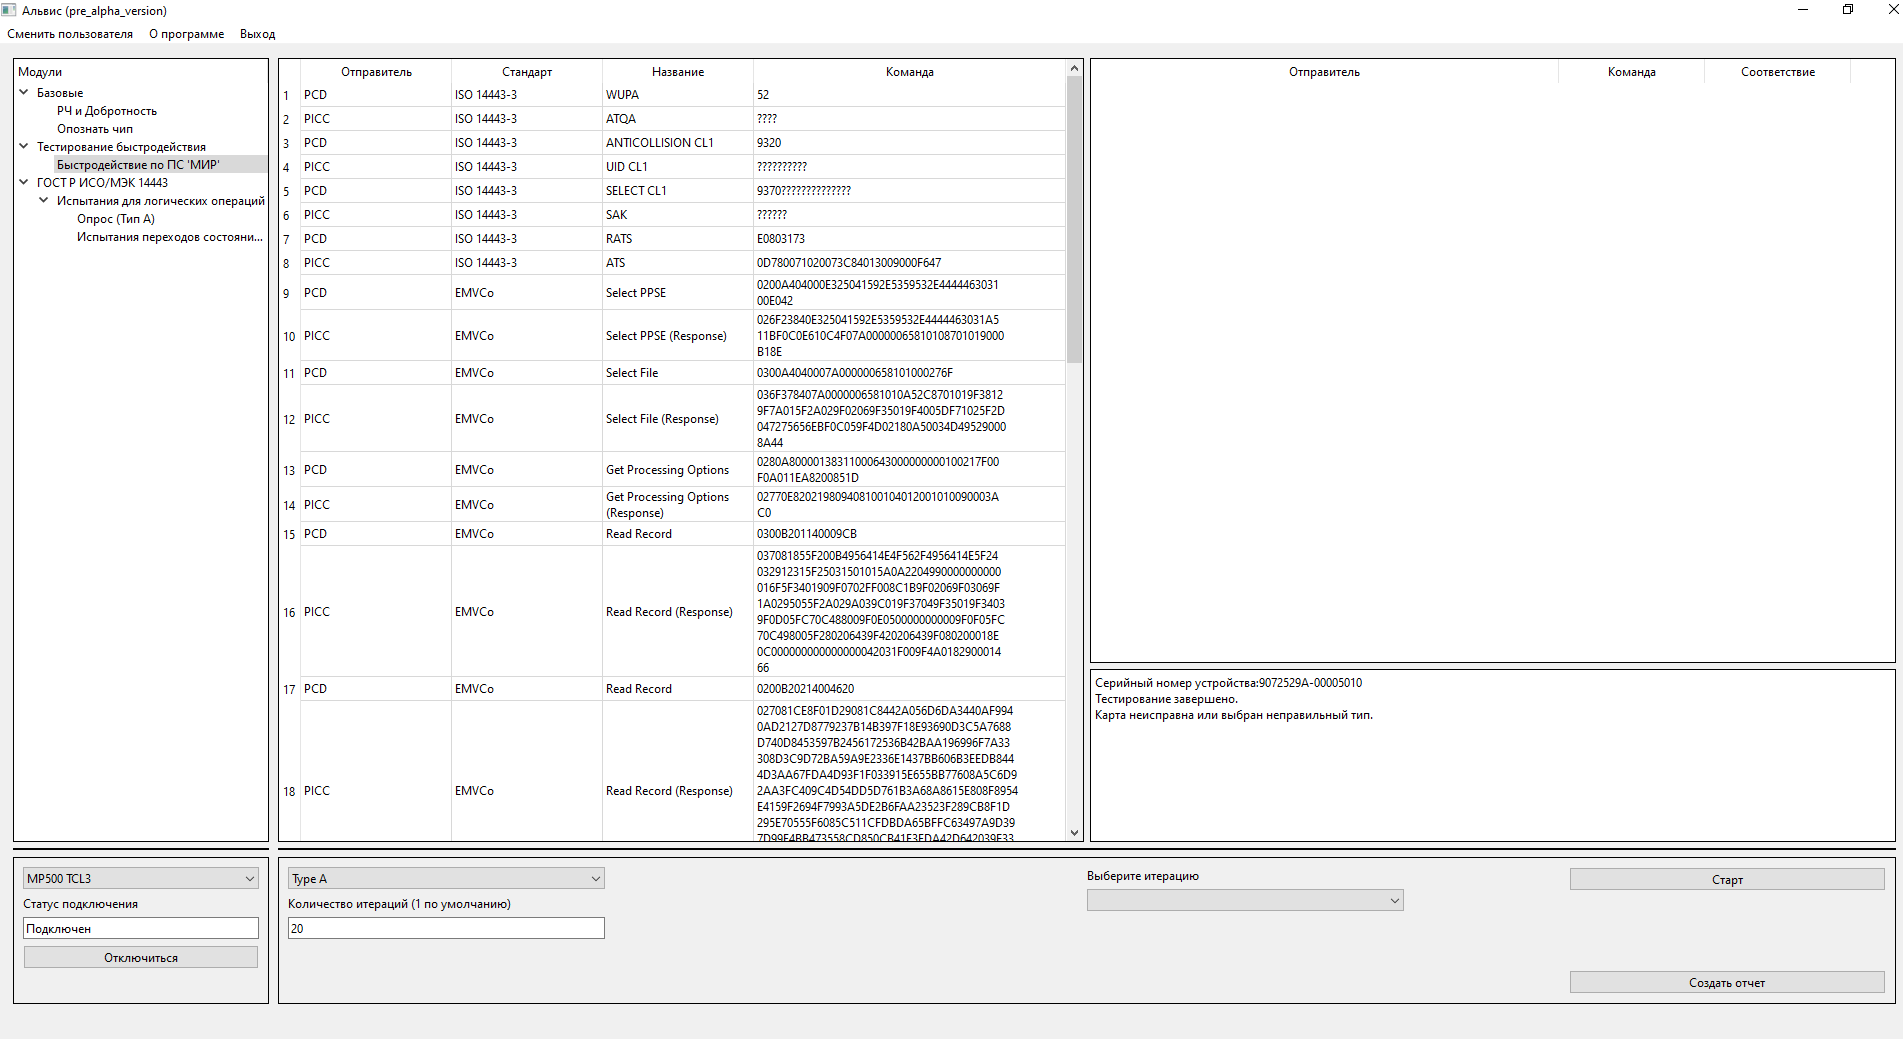 Альвис (pre_alpha_version)
Сменить пользователя О программе Выход
Модули
Базовые
РЧ и Добротность
Опознать чип
Тестирование быстродействия
Быстродействие по ПС 'МИР'
ГОСТ Р ИСО/МЭК 14443
Испытания для логических операций
Опрос (Тип А)
Испытания переходов состояни...
Отправитель Стандарт Название Команда
1 PCD ISO 14443-3 WUPA 52
2 PICC ISO 14443-3 ATQA ????
3 PCD ISO 14443-3 ANTICOLLISION CL1 9320
4 PICC ISO 14443-3 UID CL1 ??????????
5 PCD ISO 14443-3 SELECT CL1 9370??????????????
6 PICC ISO 14443-3 SAK ??????
7 PCD ISO 14443-3 RATS E0803173
8 PICC ISO 14443-3 ATS 0D780071020073C84013009000F647
9 PCD EMVCo Select PPSE 0200A404000E325041592E5359532E4444463031
00E042
10 PICC EMVCo Select PPSE (Response) 026F23840E325041592E5359532E4444463031A5
11BF0C0E610C4F07A00000065810108701019000
B18E
11 PCD EMVCo Select File 0300A4040007A000000658101000276F
12 PICC EMVCo Select File (Response) 036F378407A0000006581010A52C8701019F3812
9F7A015F2A029F02069F35019F4005DF71025F2D
047275656EBF0C059F4D02180A50034D49529000
8A44
13 PCD EMVCo Get Processing Options 0280A80000138311000643000000000100217F00
F0A011EA8200851D
14 PICC EMVCo Get Processing Options
(Response)
02770E820219809408100104012001010090003A
C0
15 PCD EMVCo Read Record 0300B201140009CB
16 PICC EMVCo Read Record (Response) 037081855F200B4956414E4F562F4956414E5F24
032912315F25031501015A0A2204990000000000
016F5F3401909F0702FF008C1B9F02069F03069F
1A0295055F2A029A039C019F37049F35019F3403
9F0D05FC70C488009F0E0500000000009F0F05FC
70C498005F280206439F420206439F080200018E
0C000000000000000042031F009F4A0182900014
66
17 PCD EMVCo Read Record 0200B20214004620
18 PICC EMVCo Read Record (Response) 027081CE8F01D29081C8442A056D6DA3440AF994
0AD2127D8779237B14B397F18E93690D3C5A7688
D740D8453597B2456172536B42BAA196996F7A33
308D3C9D72BA59A9E2336E1437BB606B3EEDB844
4D3AA67FDA4D93F1F033915E655BB77608A5C6D9
2AA3FC409C4D54DD5D761B3A68A8615E808F8954
E4159F2694F7993A5DE2B6FAA23523F289CB8F1D
295E70555F6085C511CFDBDA65BFFC63497A9D39
Отправитель Команда Соответствие
Серийный номер устройства:9072529A-00005010
Тестирование завершено.
Карта неисправна или выбран неправильный тип.
MP500 TCL3
Статус подключения
Подключен
Отключиться
Type A
Количество итераций (1 по умолчанию)
20
Выберите итерацию
Старт
Создать отчет